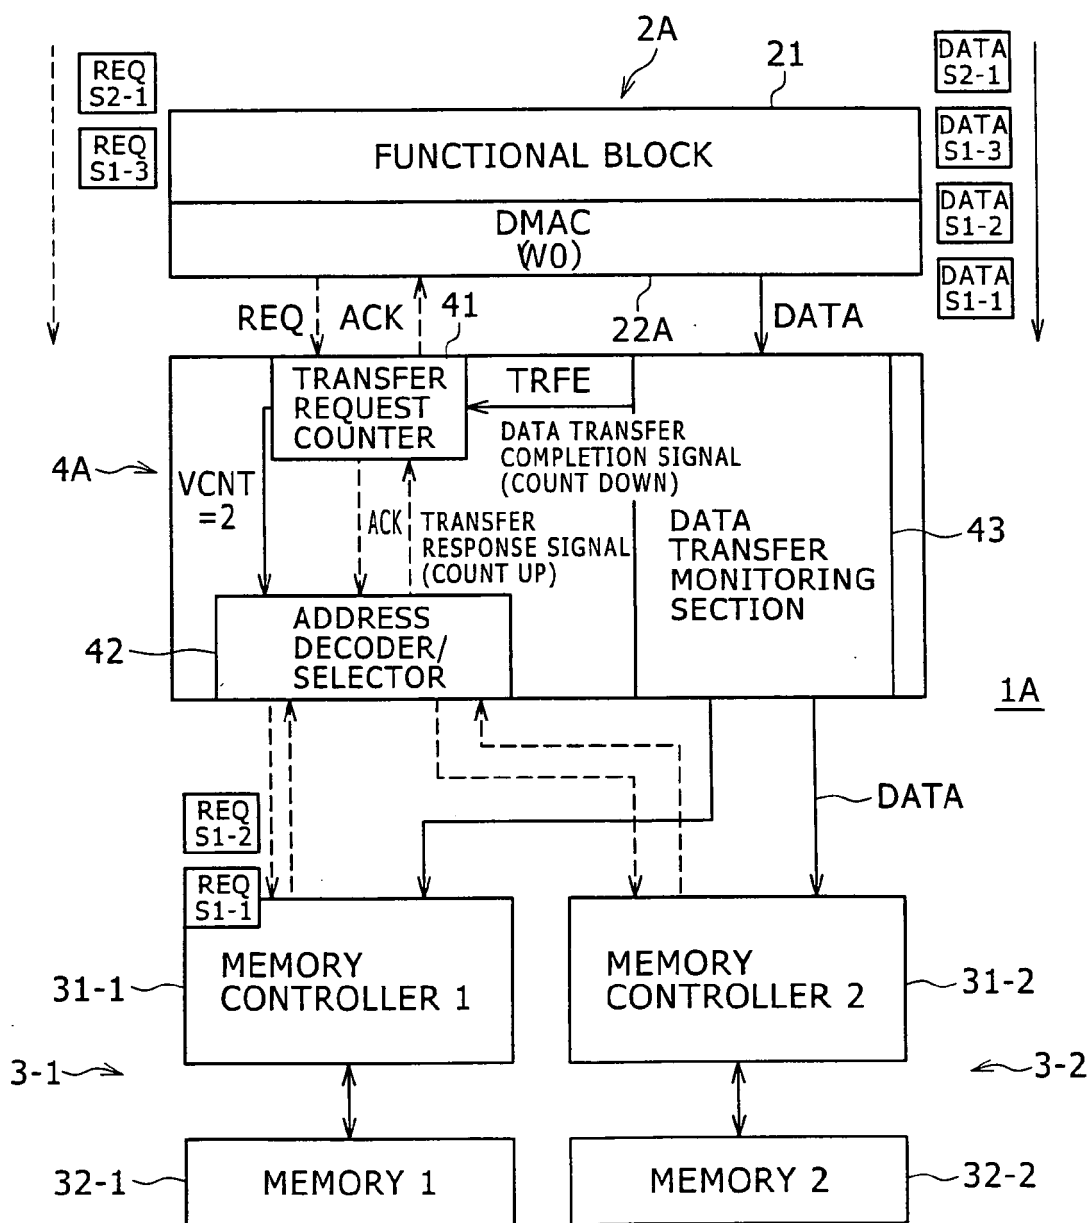 2A
21
REQ
S2-1
REQ
S1-3
DATA
S2-1
DATA
S1-3
DATA
S1-2
DATA
S1-1
FUNCTIONAL BLOCK
DMAC
(W0)
REQ
ACK
41
22A
DATA
TRANSFER
REQUEST
COUNTER
TRFE
DATA TRANSFER
COMPLETION SIGNAL
(COUNT DOWN)
4A
VCNT
=2
ACK
TRANSFER
RESPONSE SIGNAL
(COUNT UP)
DATA
TRANSFER
MONITORING
SECTION
43
42
ADDRESS
DECODER/
SELECTOR
1A
REQ
S1-2
REQ
S1-1
DATA
31-1
MEMORY
CONTROLLER 1
MEMORY
CONTROLLER 2
31-2
3-1
3-2
32-1
MEMORY 1
MEMORY 2
32-2